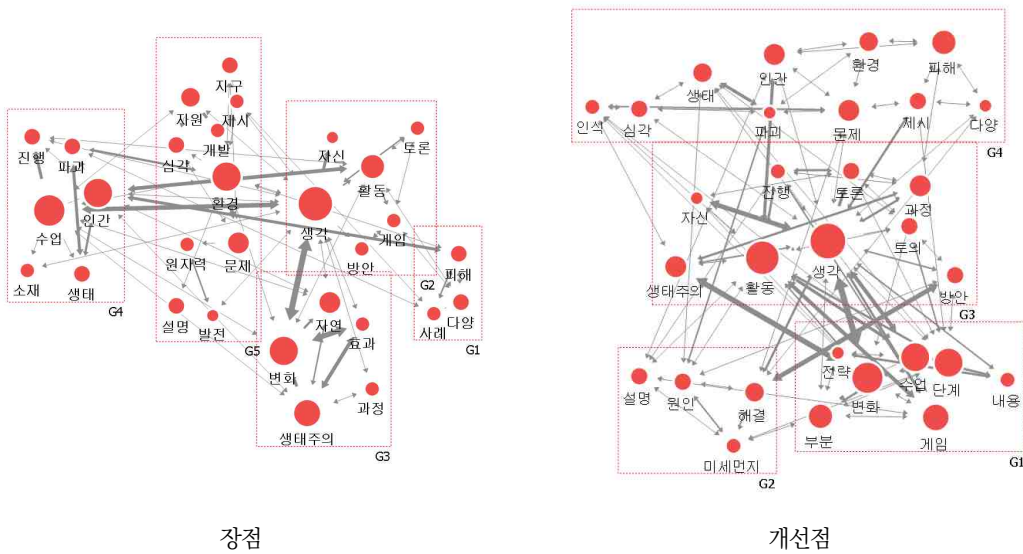 지구
자원
제시
개발
심각
환경
원자력
문제
설명
발전
G5
진행
파괴
인간
수업
소재
생태
G4
자신
토론
활동
생각
게임
방안
G2
피해
다양
사례
G1
자연
효과
변화
과정
생태주의
G3
장점
환경
피해
인간
생태
인식
심각
파괴
문제
제시
다양
G4
진행
토론
자신
과정
토의
생각
활동
생태주의
방안
G3
전략
수업
단계
내용
변화
부분
게임
G1
설명
원인
해결
미세먼지
G2
개선점